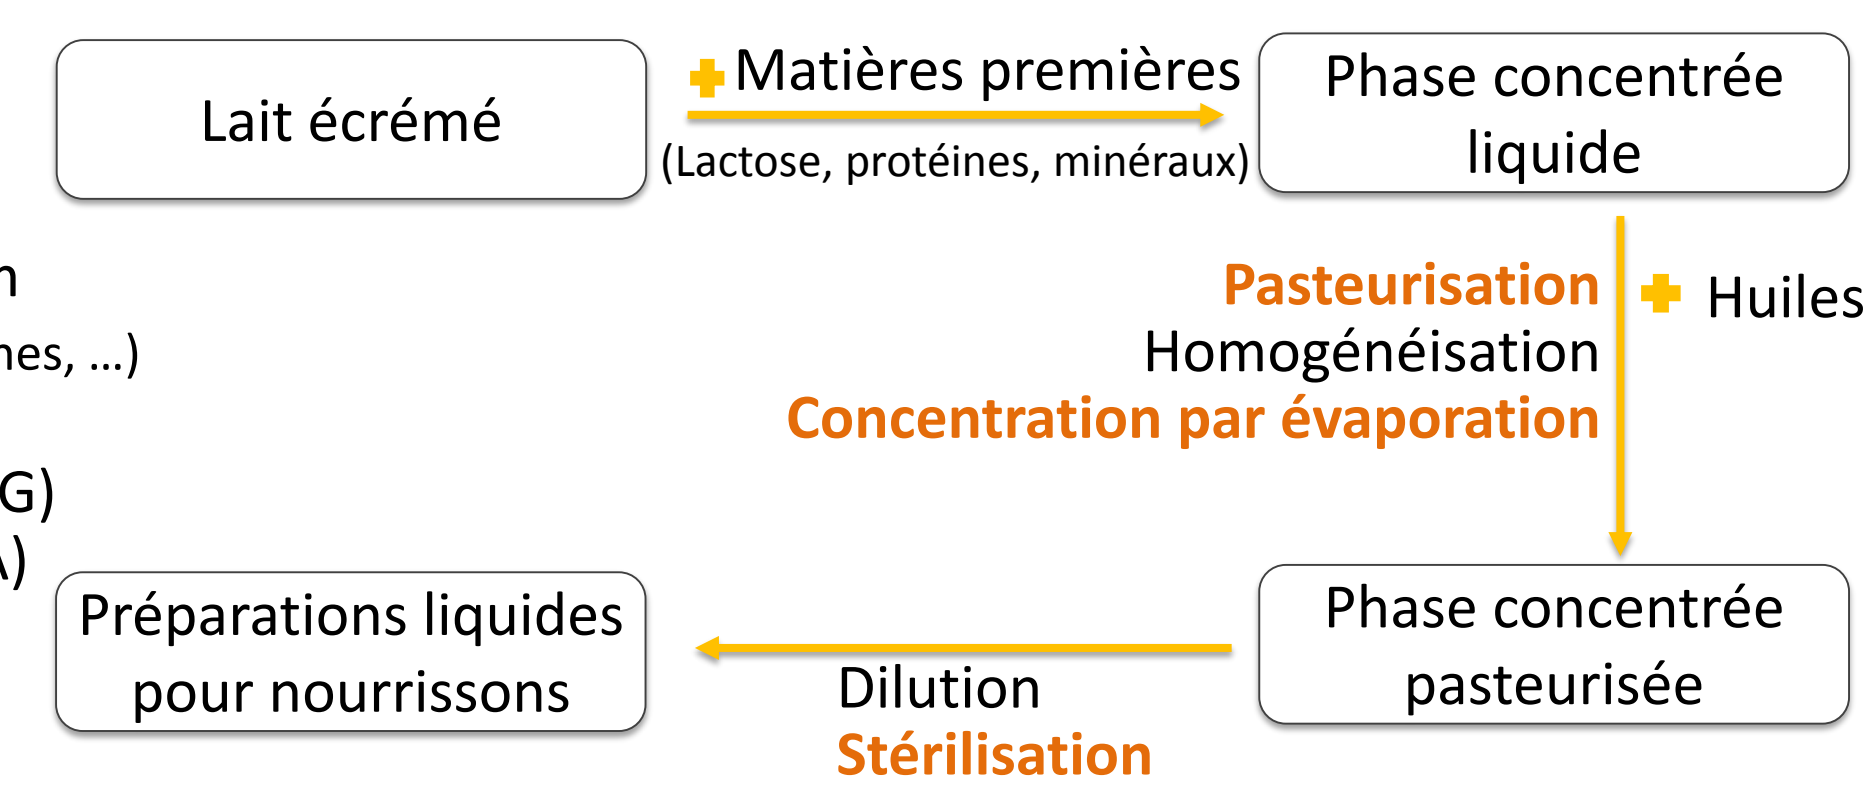 Lait écrémé
Matières premières
(Lactose, protéines, minéraux)
Phase concentrée
liquide
Pasteurisation
Homogénéisation
Concentration par évaporation
Huiles
…)
Phase concentrée
pasteurisée
Dilution
Stérilisation
Préparations liquides
pour nourrissons